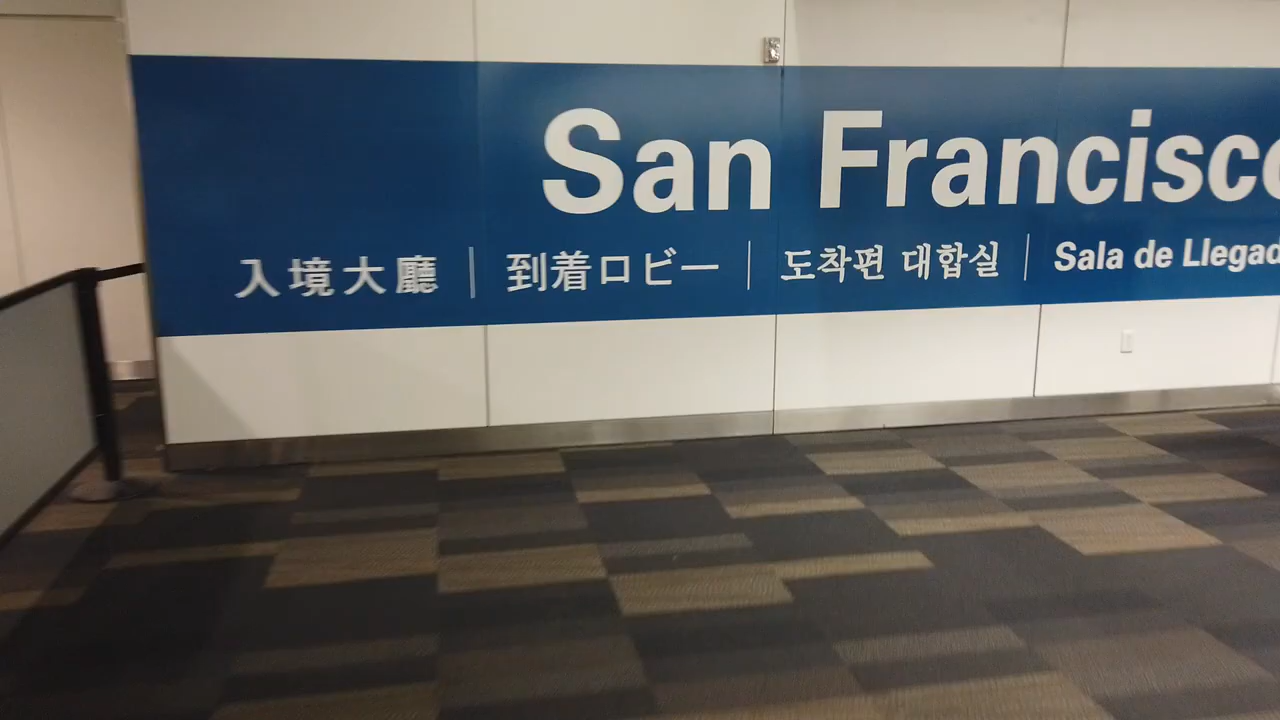 San Francisco
入境大廳 | 到着ロビー | 도착편 대합실 | Sala de Llegad